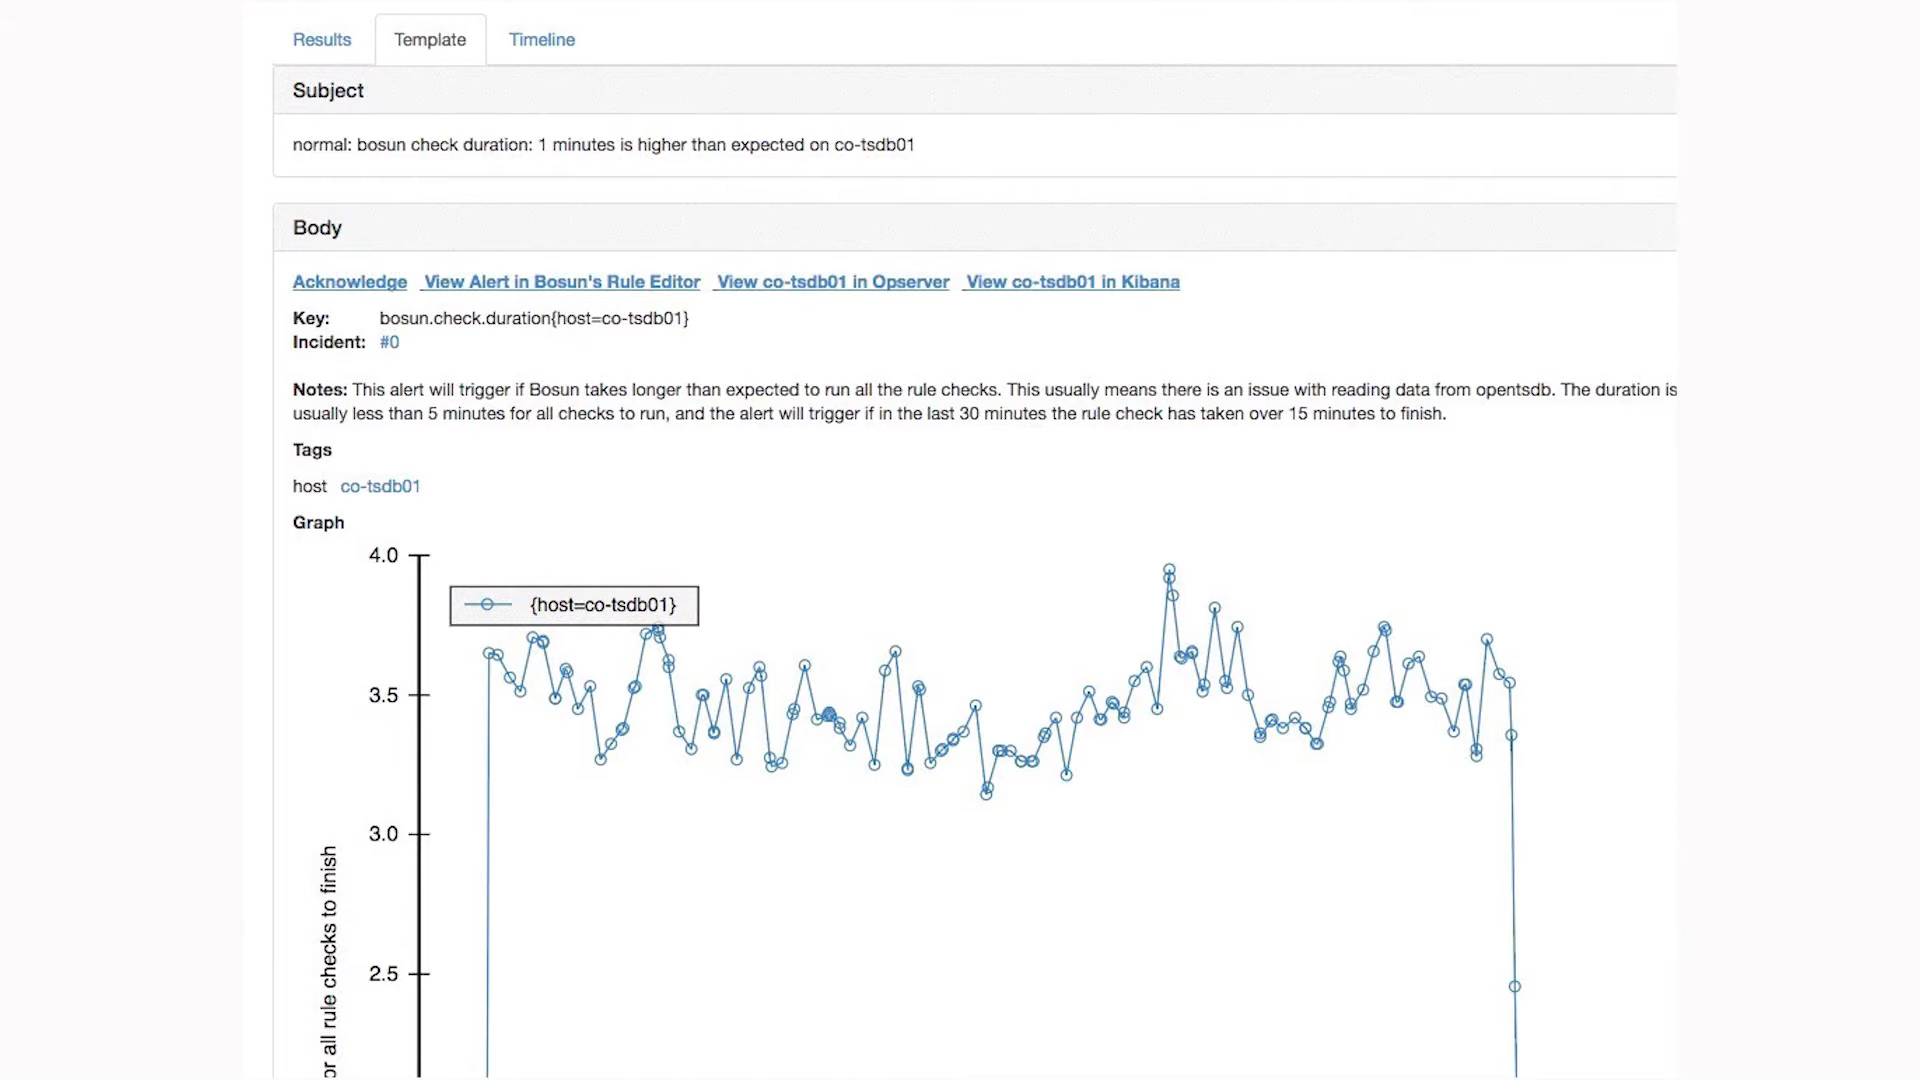 Results Template Timeline
Subject
normal: bosun check duration: 1 minutes is higher than expected on co-tsdb01
Body
Acknowledge View Alert in Bosun's Rule Editor View co-tsdb01 in Opserver View co-tsdb01 in Kibana
Key: bosun.check.duration{host=co-tsdb01}
Incident: #0
Notes: This alert will trigger if Bosun takes longer than expected to run all the rule checks. This usually means there is an issue with reading data from opentsdb. The duration is
usually less than 5 minutes for all checks to run, and the alert will trigger if in the last 30 minutes the rule check has taken over 15 minutes to finish.
Tags
host co-tsdb01
Graph
4.0
{host=co-tsdb01}
3.5
3.0
2.5
or all rule checks to finish